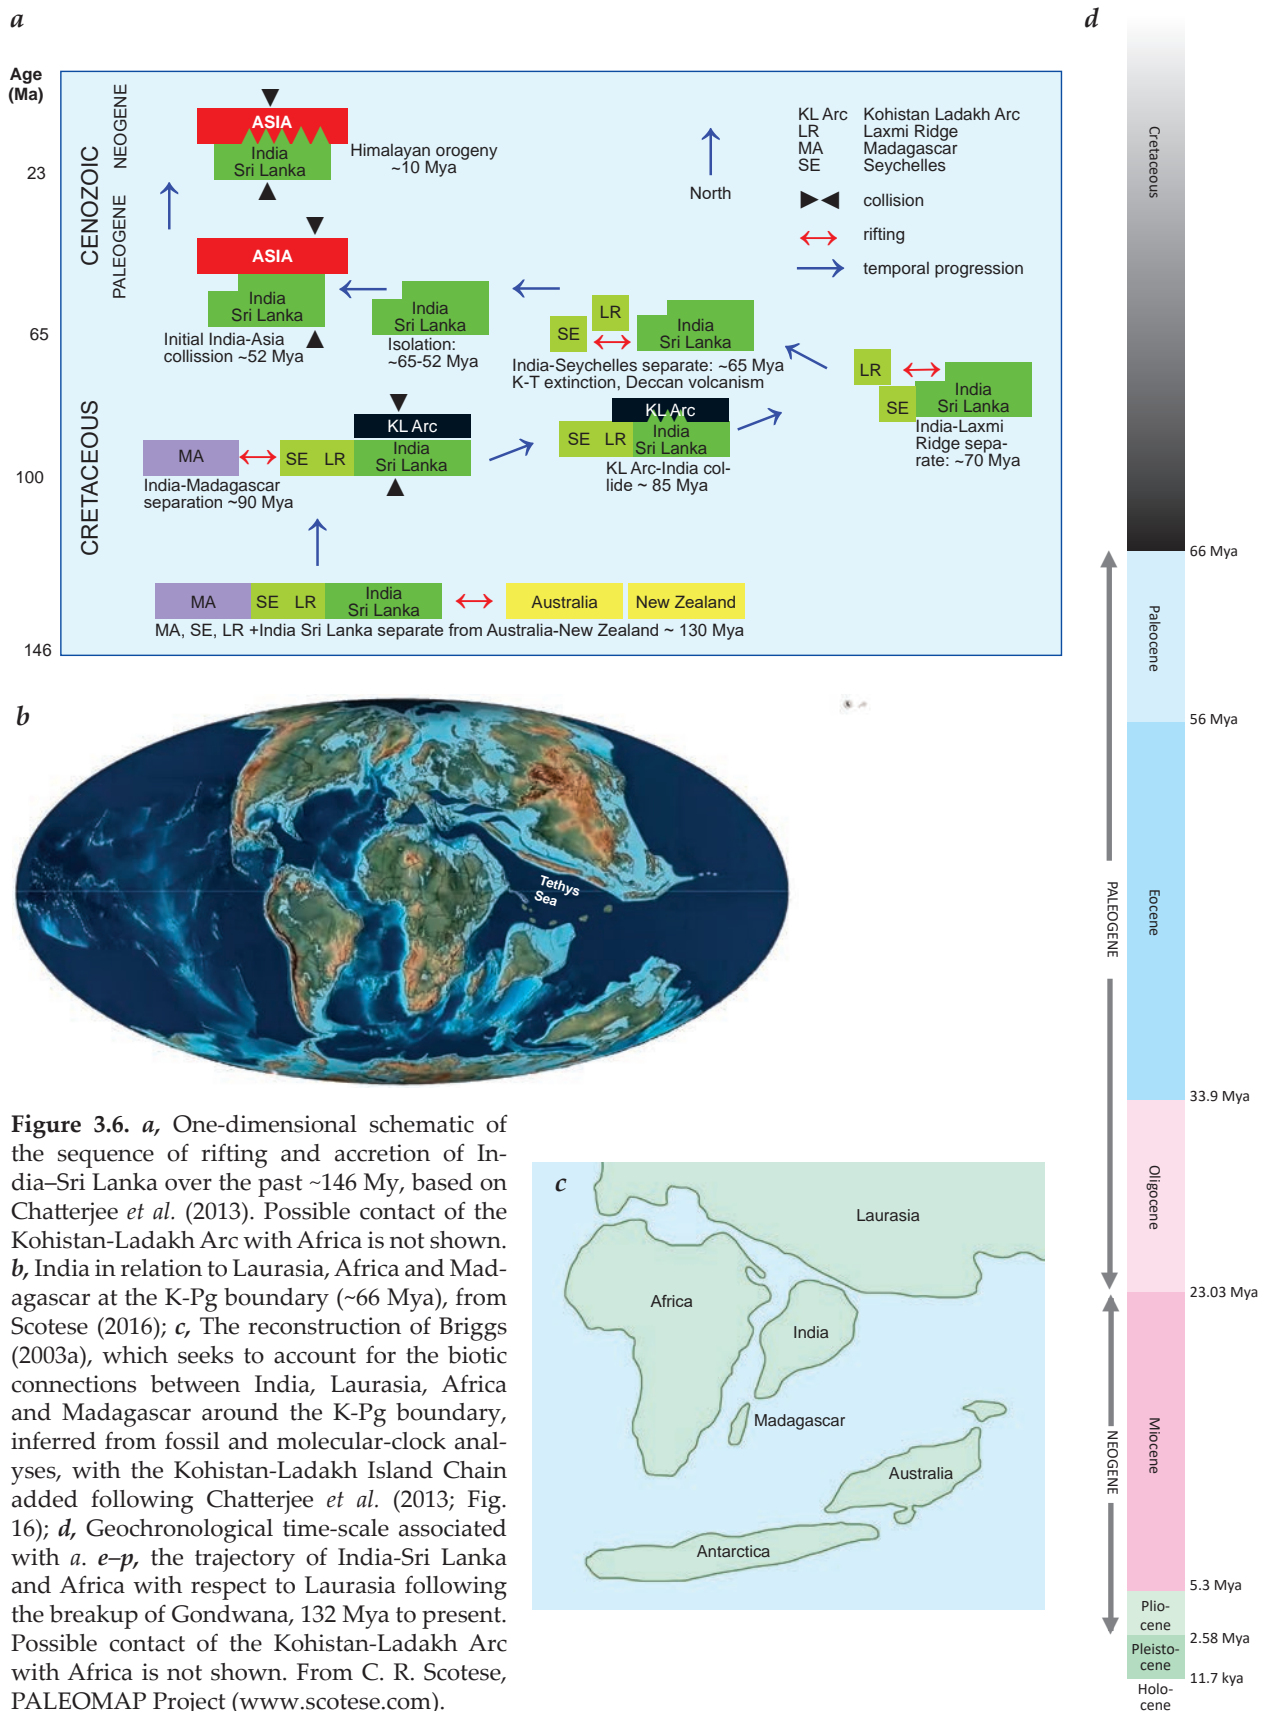 a
Age
(Ma)
23
65
100
146
CENOZOIC
NEOGENE
PALEOGENE
CRETACEOUS
ASIA
India
Sri Lanka
Himalayan orogeny
~10 Mya
North
KL Arc Kohistan Ladakh Arc
LR Laxmi Ridge
MA Madagascar
SE Seychelles
collision
rifting
temporal progression
ASIA
India
Sri Lanka
Initial India-Asia
collission ~52 Mya
India
Sri Lanka
Isolation:
~65-52 Mya
SE
LR
India
Sri Lanka
India-Seychelles separate: ~65 Mya
K-T extinction, Deccan volcanism
LR
SE
India
Sri Lanka
India-Laxmi
Ridge sepa-
rate: ~70 Mya
MA
SE LR
KL Arc
India
Sri Lanka
India-Madagascar
separation ~90 Mya
KL Arc
SE LR
India
Sri Lanka
KL Arc-India col-
lide ~ 85 Mya
MA
SE LR
India
Sri Lanka
Australia
New Zealand
MA, SE, LR +India Sri Lanka separate from Australia-New Zealand ~ 130 Mya
b
Tethys
Sea
Figure 3.6. a, One-dimensional schematic of
the sequence of rifting and accretion of In-
dia–Sri Lanka over the past ~146 My, based on
Chatterjee et al. (2013). Possible contact of the
Kohistan-Ladakh Arc with Africa is not shown.
b, India in relation to Laurasia, Africa and Mad-
agascar at the K-Pg boundary (~66 Mya), from
Scotese (2016); c, The reconstruction of Briggs
(2003a), which seeks to account for the biotic
connections between India, Laurasia, Africa
and Madagascar around the K-Pg boundary,
inferred from fossil and molecular-clock anal-
yses, with the Kohistan-Ladakh Island Chain
added following Chatterjee et al. (2013; Fig.
16); d, Geochronological time-scale associated
with a. e–p, the trajectory of India-Sri Lanka
and Africa with respect to Laurasia following
the breakup of Gondwana, 132 Mya to present.
Possible contact of the Kohistan-Ladakh Arc
with Africa is not shown. From C. R. Scotese,
PALEOMAP Project (www.scotese.com).
c
Laurasia
Africa
India
Madagascar
Australia
Antarctica
d
Cretaceous
66 Mya
Paleocene
56 Mya
PALEOGENE
Eocene
33.9 Mya
Oligocene
23.03 Mya
NEOGENE
Miocene
5.3 Mya
Plio-
cene
2.58 Mya
Pleisto-
cene
11.7 kya
Holo-
cene